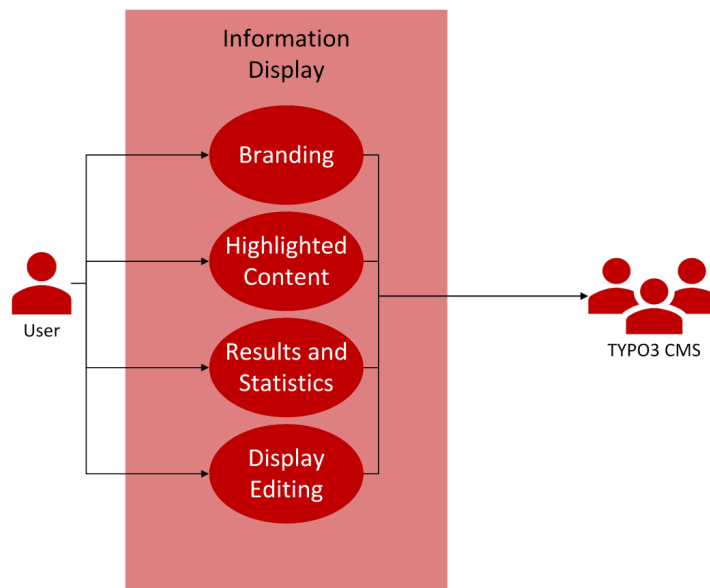 Information
Display
Branding
Highlighted
Content
User
Results and
Statistics
TYPO3 CMS
Display
Editing